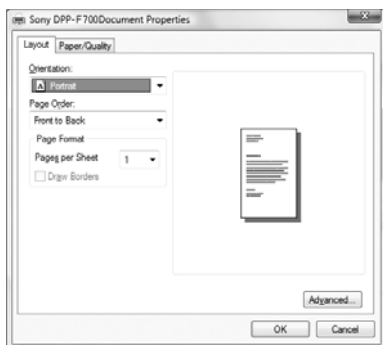 Sony DPP-F700Document Properties
Layout Paper/Quality
Orientation:
A Portrait
Page Order:
Front to Back
Page Format
Pages per Sheet 1
Draw Borders
Advanced...
OK Cancel